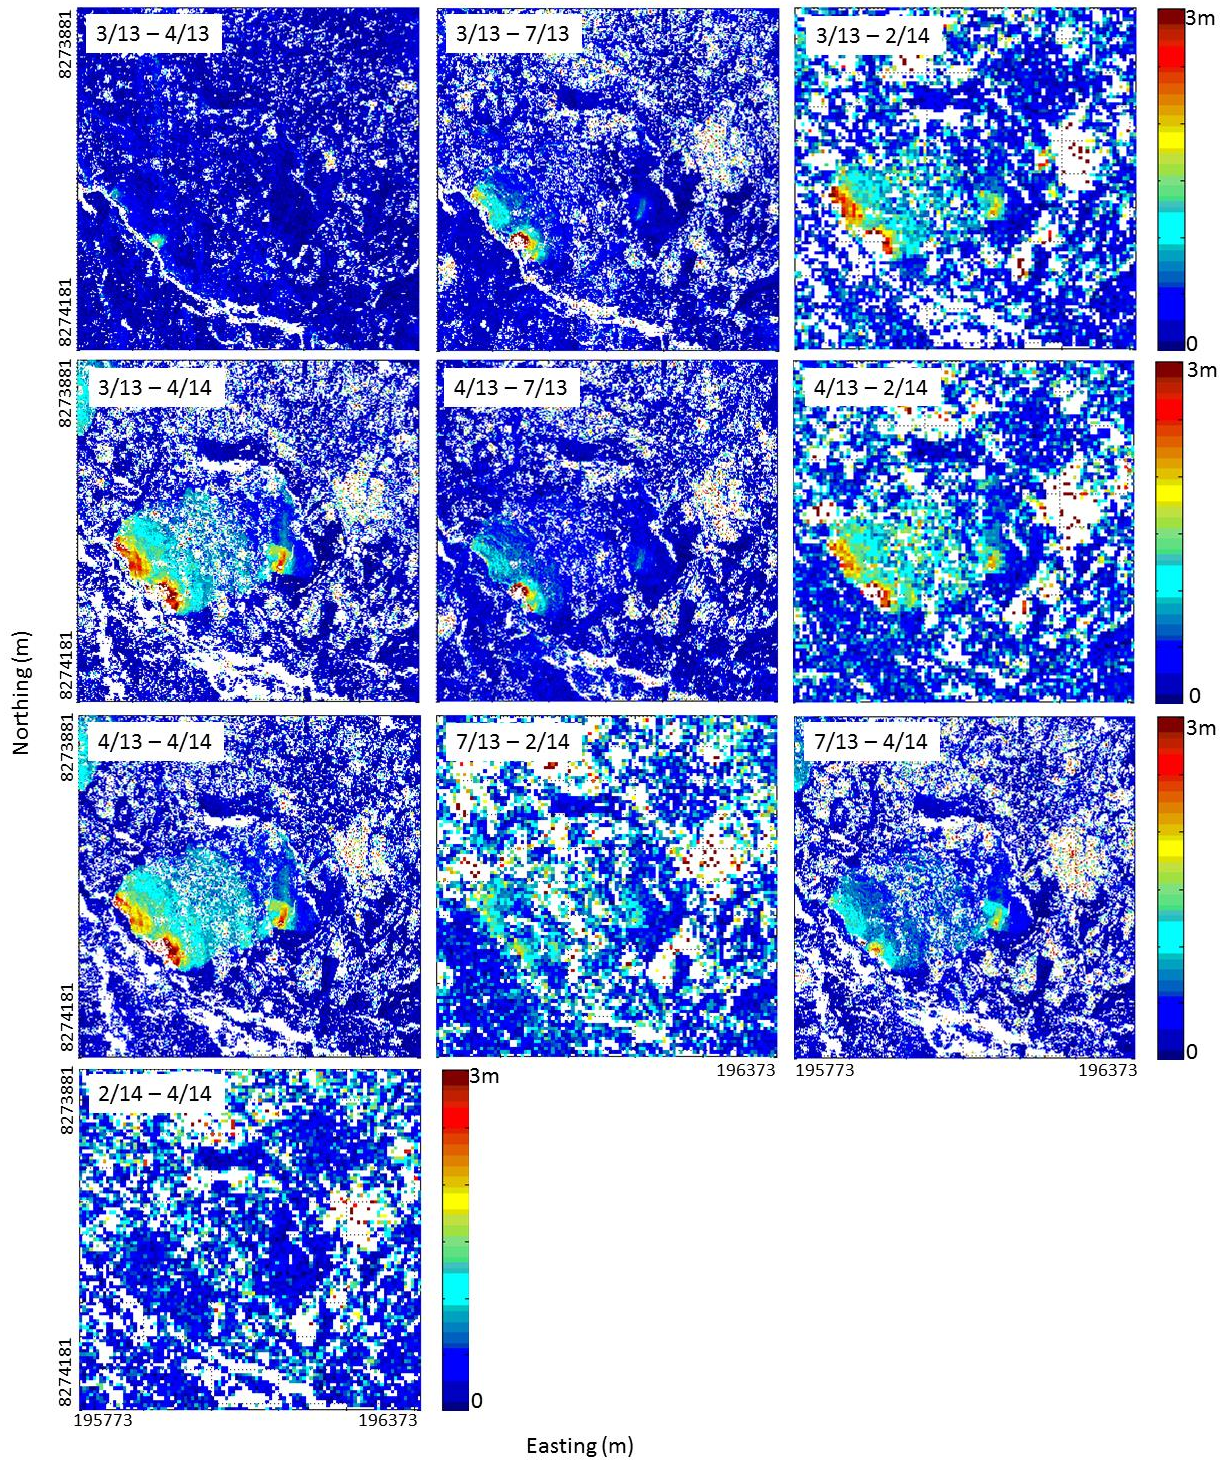 3/13 – 4/13
3/13 – 7/13
3/13 – 2/14
3m
0
8273881
8274181
3/13 – 4/14
4/13 – 7/13
4/13 – 2/14
3m
0
8273881
8274181
Northing (m)
4/13 – 4/14
7/13 – 2/14
7/13 – 4/14
3m
0
8273881
8274181
196373
195773
196373
2/14 – 4/14
3m
0
8273881
8274181
195773
196373
Easting (m)